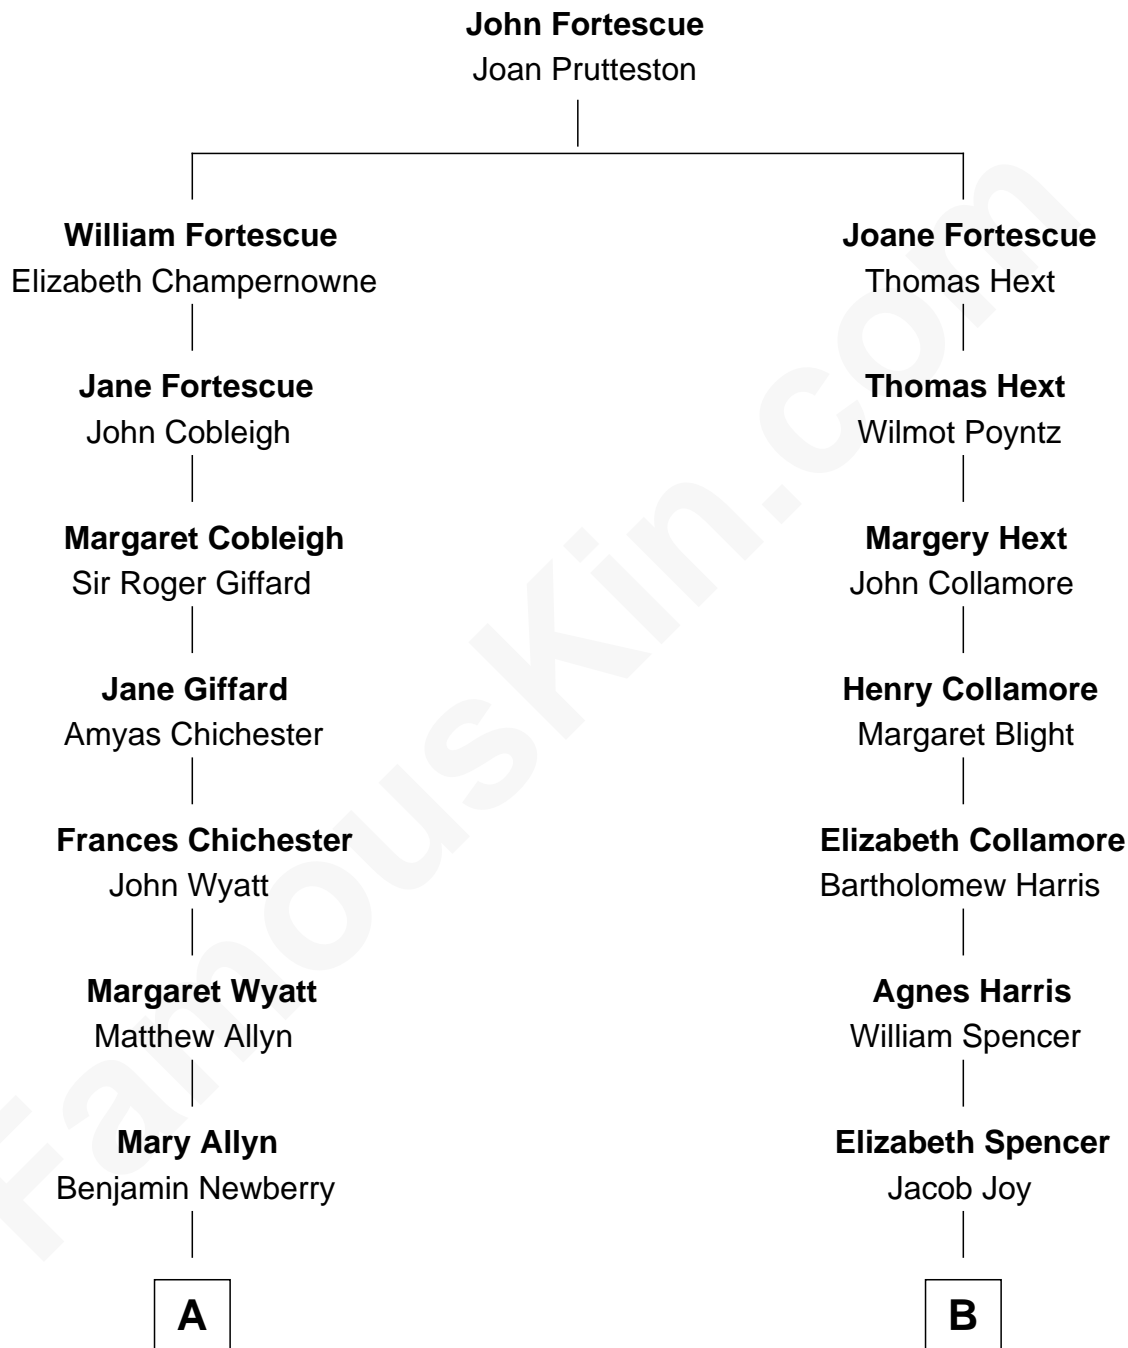 John Fortescue
Joan Prutteston
William Fortescue
Elizabeth Champernowne
Joane Fortescue
Thomas Hext
Jane Fortescue
John Cobleigh
Thomas Hext
Wilmot Poyntz
Margaret Cobleigh
Sir Roger Giffard
Margery Hext
John Collamore
Jane Giffard
Amyas Chichester
Henry Collamore
Margaret Blight
Frances Chichester
John Wyatt
Elizabeth Collamore
Bartholomew Harris
Margaret Wyatt
Matthew Allyn
Agnes Harris
William Spencer
Mary Allyn
Benjamin Newberry
Elizabeth Spencer
Jacob Joy
A
B
FamousKin.com